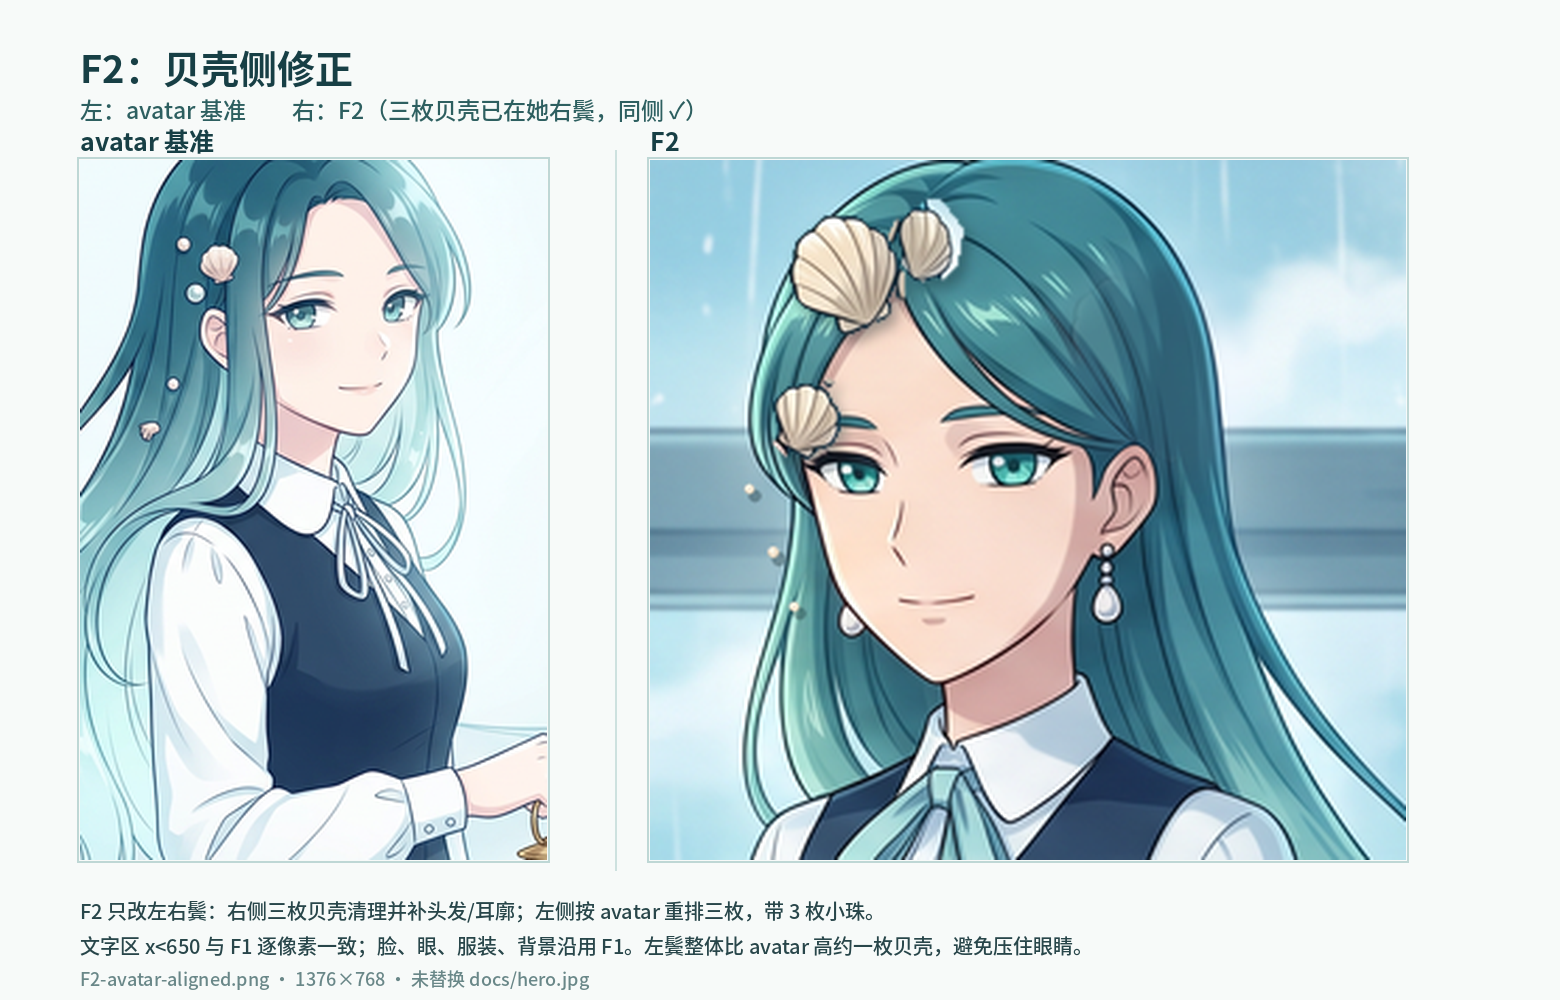 F2：贝壳侧修正
左：avatar 基准　　右：F2（三枚贝壳已在她右鬓，同侧 ✓）
avatar 基准
F2
F2 只改左右鬓：右侧三枚贝壳清理并补头发/耳廓；左侧按 avatar 重排三枚，带 3 枚小珠。
文字区 x<650 与 F1 逐像素一致；脸、眼、服装、背景沿用 F1。左鬓整体比 avatar 高约一枚贝壳，避免压住眼睛。
F2-avatar-aligned.png · 1376×768 · 未替换 docs/hero.jpg